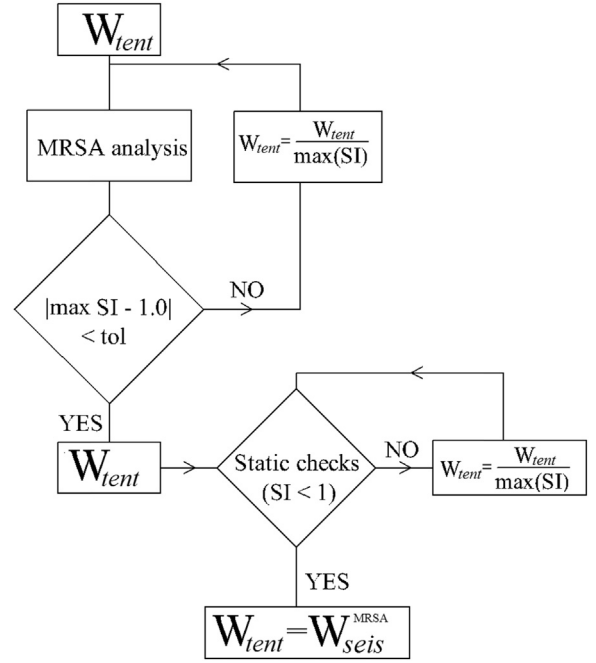 W_tent
MRSA analysis
W_tent = W_tent / max(SI)
|max SI - 1.0|
< tol
NO
YES
W_tent
Static checks
(SI < 1)
NO
W_tent = W_tent / max(SI)
YES
W_tent = W_seis^MRSA